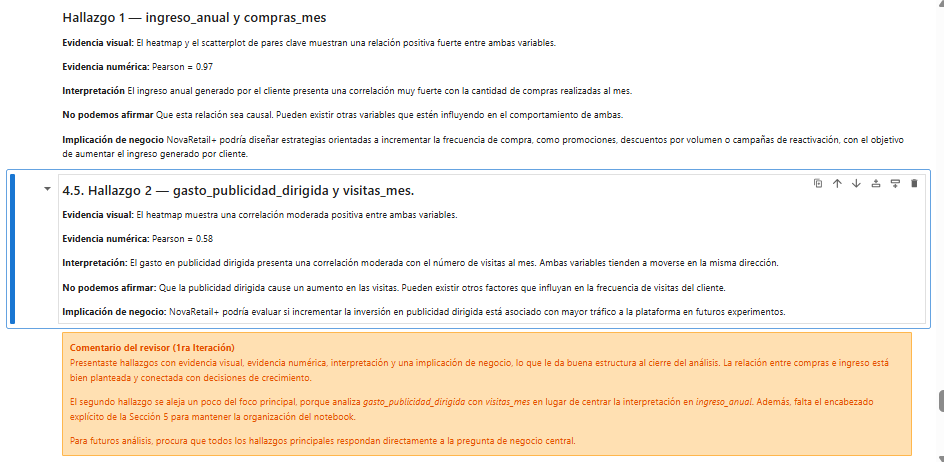 Hallazgo 1 — ingreso_anual y compras_mes
Evidencia visual: El heatmap y el scatterplot de pares clave muestran una relación positiva fuerte entre ambas variables.
Evidencia numérica: Pearson = 0.97
Interpretación El ingreso anual generado por el cliente presenta una correlación muy fuerte con la cantidad de compras realizadas al mes.
No podemos afirmar Que esta relación sea causal. Pueden existir otras variables que estén influyendo en el comportamiento de ambas.
Implicación de negocio NovaRetail+ podría diseñar estrategias orientadas a incrementar la frecuencia de compra, como promociones, descuentos por volumen o campañas de reactivación, con el objetivo
de aumentar el ingreso generado por cliente.
4.5. Hallazgo 2 — gasto_publicidad_dirigida y visitas_mes.
Evidencia visual: El heatmap muestra una correlación moderada positiva entre ambas variables.
Evidencia numérica: Pearson = 0.58
Interpretación: El gasto en publicidad dirigida presenta una correlación moderada con el número de visitas al mes. Ambas variables tienden a moverse en la misma dirección.
No podemos afirmar: Que la publicidad dirigida cause un aumento en las visitas. Pueden existir otros factores que influyan en la frecuencia de visitas del cliente.
Implicación de negocio: NovaRetail+ podría evaluar si incrementar la inversión en publicidad dirigida está asociado con mayor tráfico a la plataforma en futuros experimentos.
Comentario del revisor (1ra Iteración)
Presentaste hallazgos con evidencia visual, evidencia numérica, interpretación y una implicación de negocio, lo que le da buena estructura al cierre del análisis. La relación entre compras e ingreso está
bien planteada y conectada con decisiones de crecimiento.
El segundo hallazgo se aleja un poco del foco principal, porque analiza gasto_publicidad_dirigida con visitas_mes en lugar de centrar la interpretación en ingreso_anual. Además, falta el encabezado
explícito de la Sección 5 para mantener la organización del notebook.
Para futuros análisis, procura que todos los hallazgos principales respondan directamente a la pregunta de negocio central.